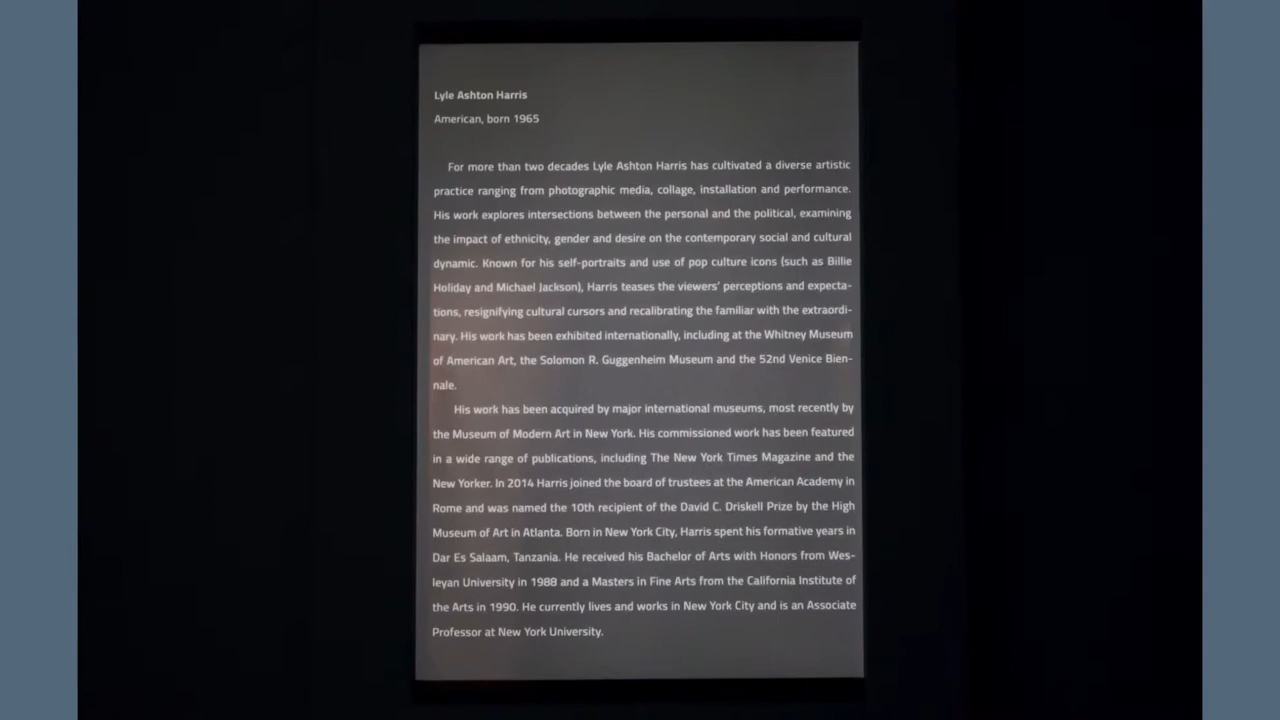 Lyle Ashton Harris
American, born 1965
For more than two decades Lyle Ashton Harris has cultivated a diverse artistic
practice ranging from photographic media, collage, installation and performance.
His work explores intersections between the personal and the political, examining
the impact of ethnicity, gender and desire on the contemporary social and cultural
dynamic. Known for his self-portraits and use of pop culture icons (such as Billie
Holiday and Michael Jackson), Harris teases the viewers' perceptions and expecta-
tions, resignifying cultural cursors and recalibrating the familiar with the extraordi-
nary. His work has been exhibited internationally, including at the Whitney Museum
of American Art, the Solomon R. Guggenheim Museum and the 52nd Venice Bien-
nale.
His work has been acquired by major international museums, most recently by
the Museum of Modern Art in New York. His commissioned work has been featured
in a wide range of publications, including The New York Times Magazine and the
New Yorker. In 2014 Harris joined the board of trustees at the American Academy in
Rome and was named the 10th recipient of the David C. Driskell Prize by the High
Museum of Art in Atlanta. Born in New York City, Harris spent his formative years in
Dar Es Salaam, Tanzania. He received his Bachelor of Arts with Honors from Wes-
leyan University in 1988 and a Masters in Fine Arts from the California Institute of
the Arts in 1990. He currently lives and works in New York City and is an Associate
Professor at New York University.